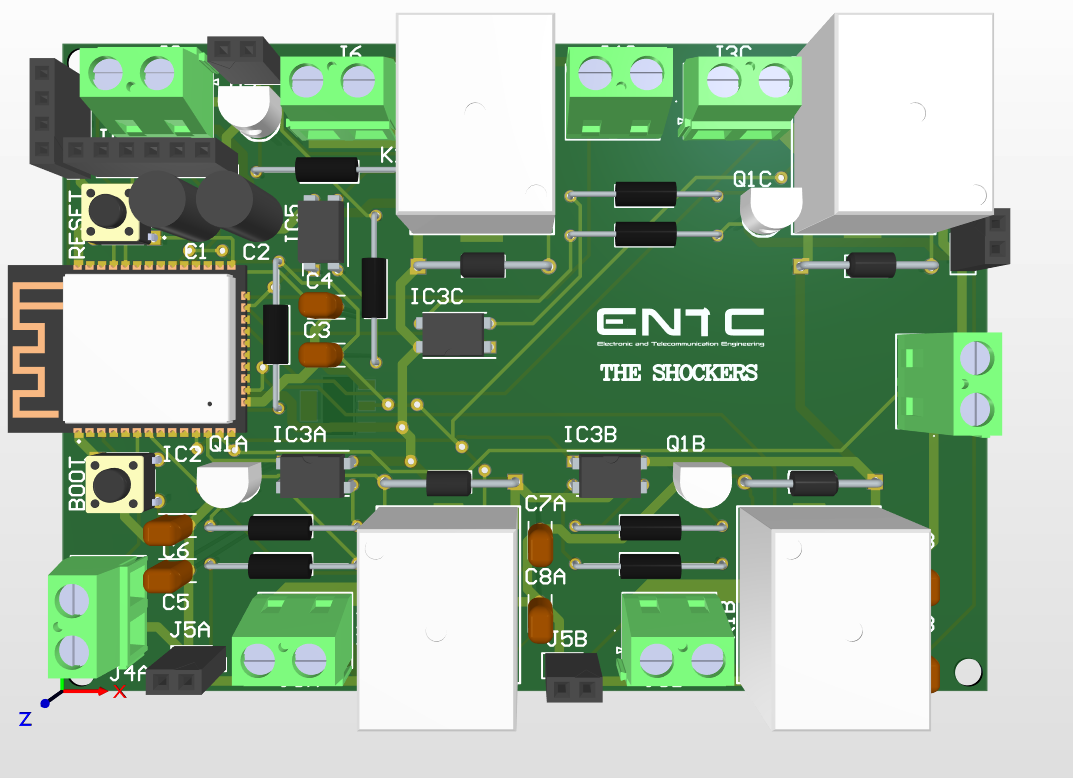 J6
J3C
Q1C
RESET
C1
C2
IC5
C4
IC3C
C3
ENTC
Electronic and Telecommunication Engineering
THE SHOCKERS
Q1A
IC3A
IC3B
Q1B
IC2
BOOT
C7A
C6
C8A
C5
J5A
J5B
J4A
X
Z